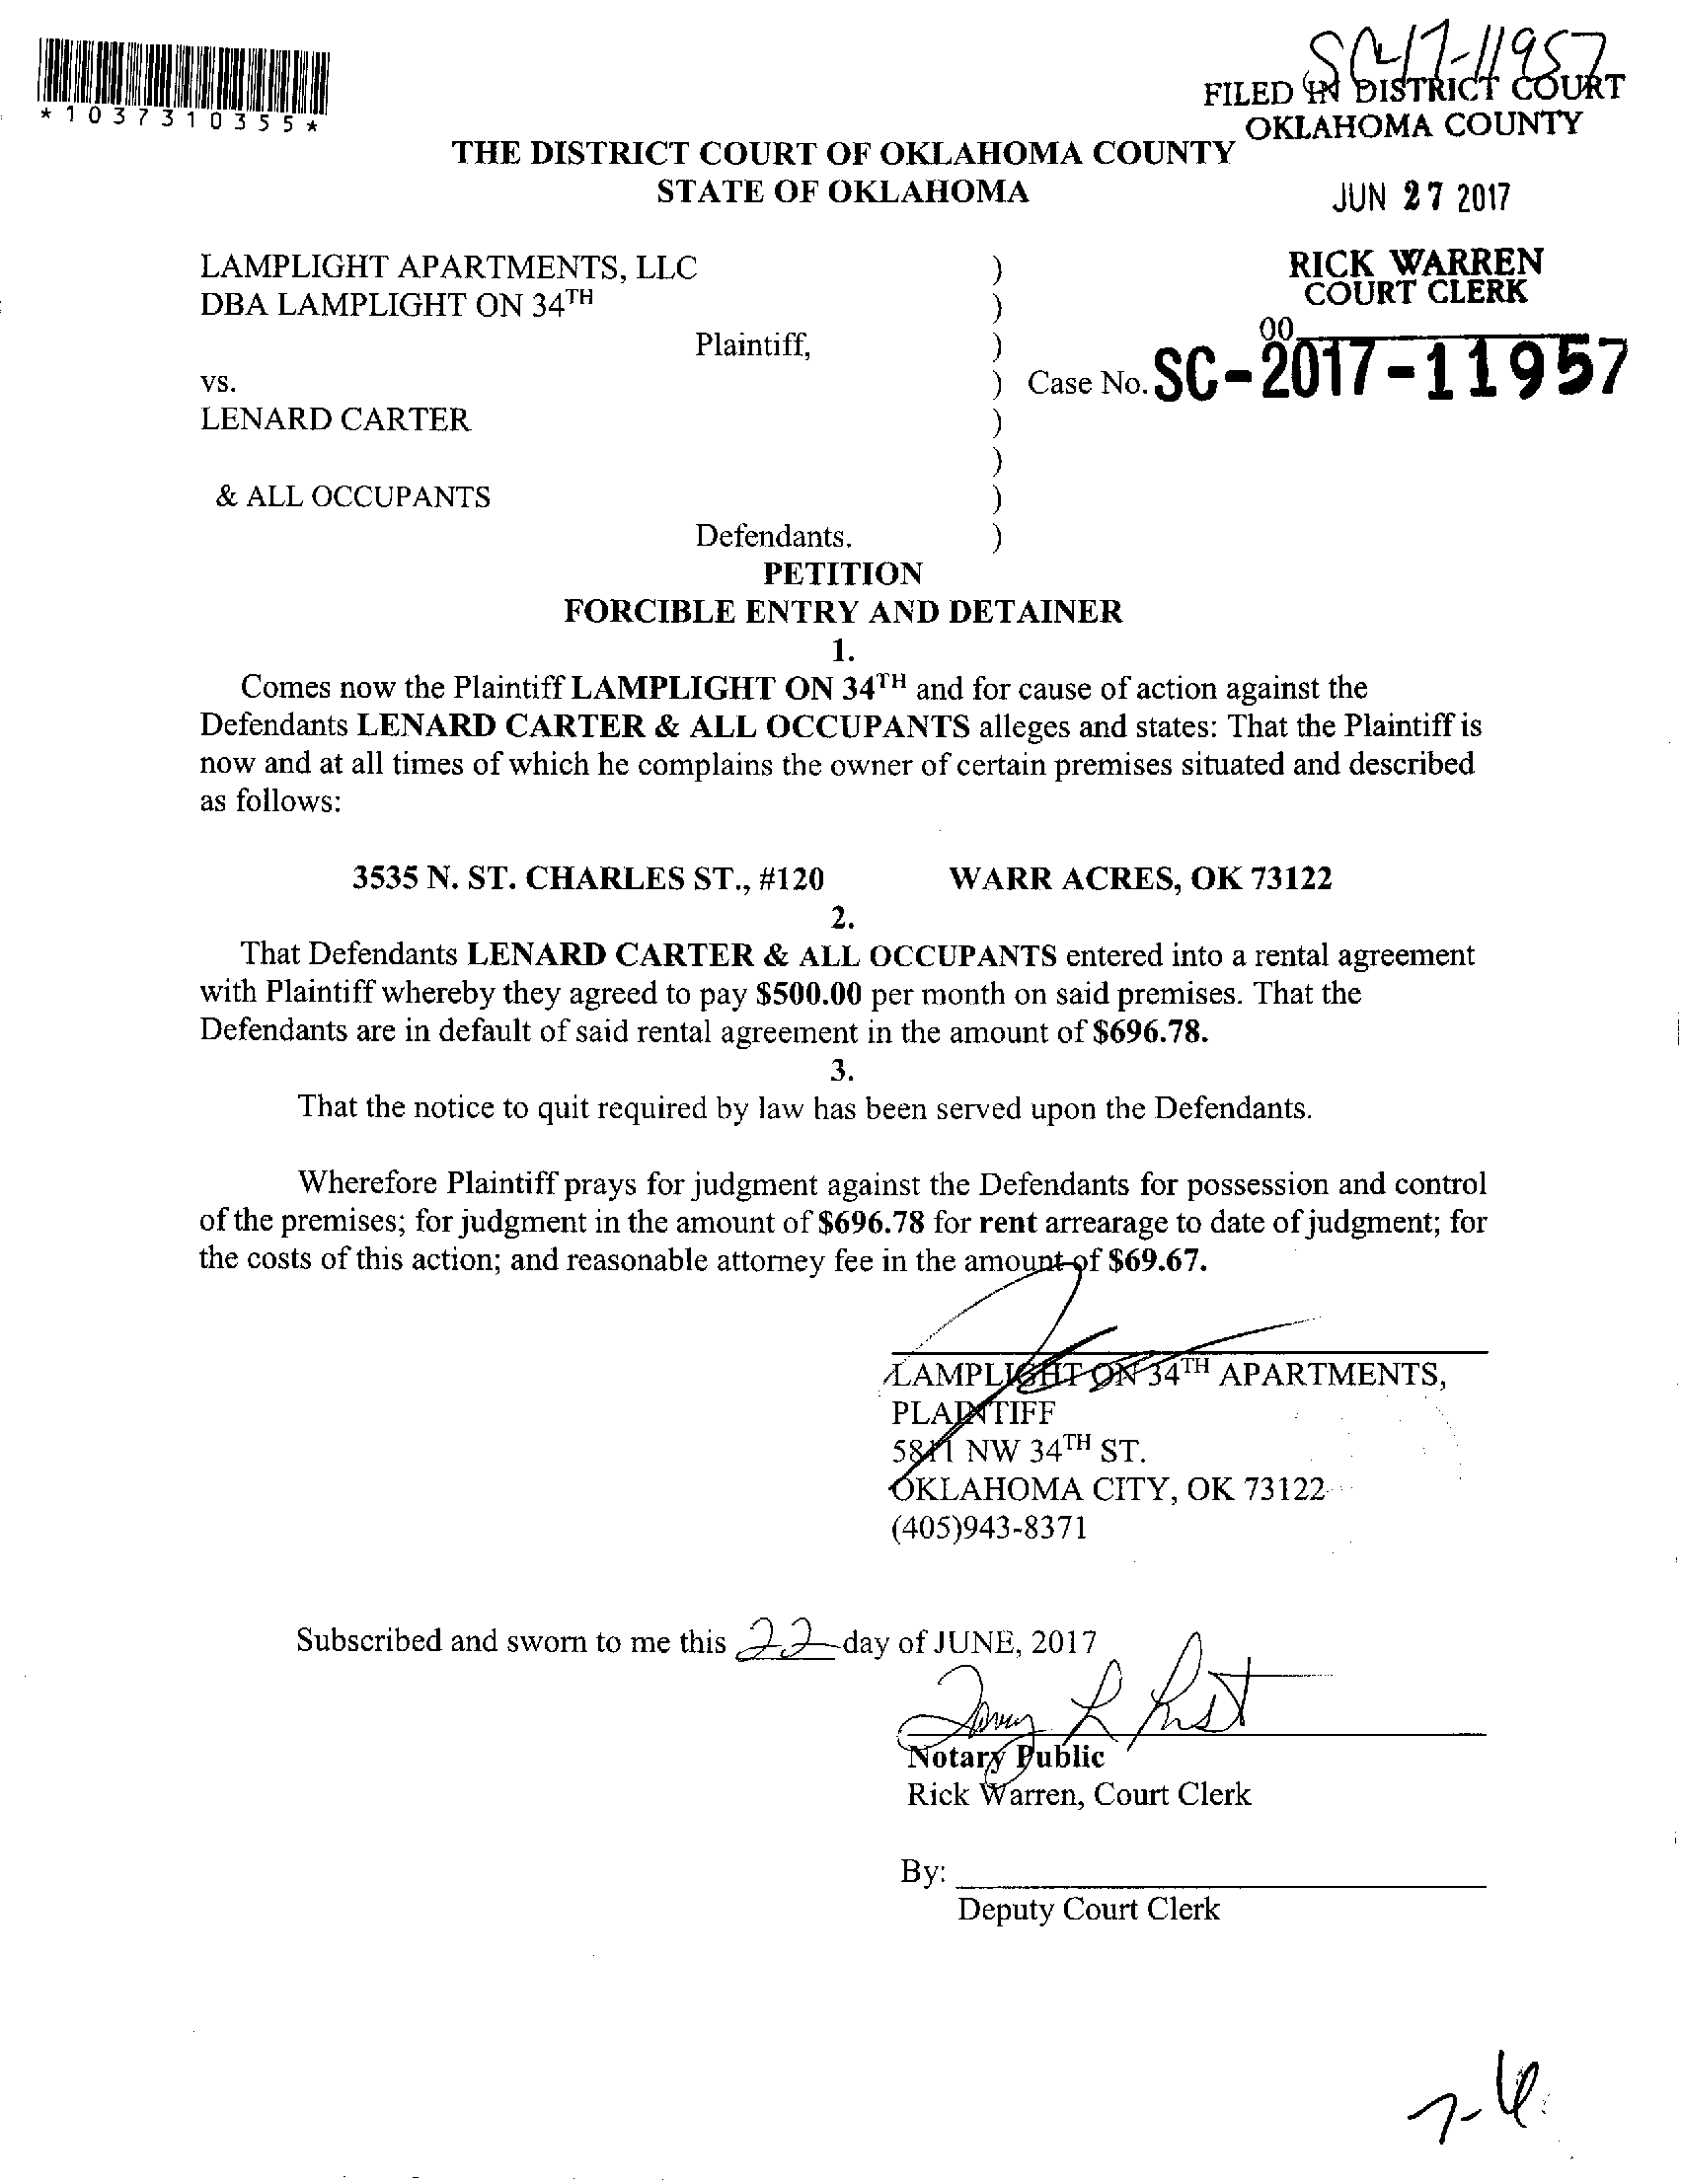 SC-17-11957
FILED IN DISTRICT COURT
OKLAHOMA COUNTY
*1037310355*
THE DISTRICT COURT OF OKLAHOMA COUNTY
STATE OF OKLAHOMA
JUN 27 2017
RICK WARREN
COURT CLERK
00
LAMPLIGHT APARTMENTS, LLC )
DBA LAMPLIGHT ON 34TH )
Plaintiff, )
vs. ) Case No. SC-2017-11957
LENARD CARTER )
)
& ALL OCCUPANTS )
Defendants. )
PETITION
FORCIBLE ENTRY AND DETAINER
1.
Comes now the Plaintiff LAMPLIGHT ON 34TH and for cause of action against the
Defendants LENARD CARTER & ALL OCCUPANTS alleges and states: That the Plaintiff is
now and at all times of which he complains the owner of certain premises situated and described
as follows:
3535 N. ST. CHARLES ST., #120 WARR ACRES, OK 73122
2.
That Defendants LENARD CARTER & ALL OCCUPANTS entered into a rental agreement
with Plaintiff whereby they agreed to pay $500.00 per month on said premises. That the
Defendants are in default of said rental agreement in the amount of $696.78.
3.
That the notice to quit required by law has been served upon the Defendants.
Wherefore Plaintiff prays for judgment against the Defendants for possession and control
of the premises; for judgment in the amount of $696.78 for rent arrearage to date of judgment; for
the costs of this action; and reasonable attorney fee in the amount of $69.67.
LAMPLIGHT ON 34TH APARTMENTS,
PLAINTIFF
5811 NW 34TH ST.
OKLAHOMA CITY, OK 73122
(405)943-8371
Subscribed and sworn to me this 22 day of JUNE, 2017
Notary Public
Rick Warren, Court Clerk
By:
Deputy Court Clerk
7-6